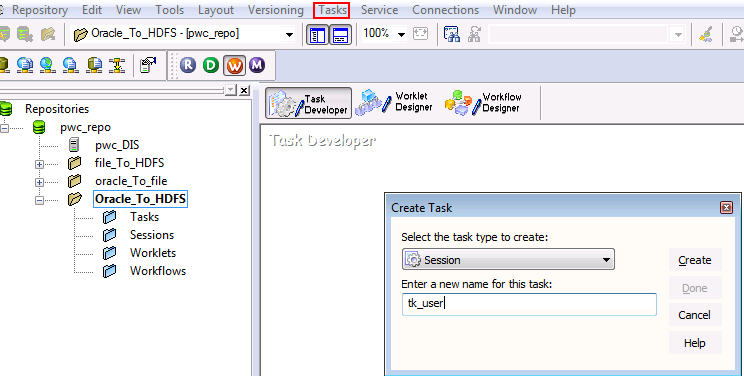 Repository Edit View Tools Layout Versioning Tasks Service Connections Window Help
Oracle_To_HDFS - [pwc_repo] 100%
R D W M
Task Developer Worklet Designer Workflow Designer
Repositories
pwc_repo
pwc_DIS
file_To_HDFS
oracle_To_file
Oracle_To_HDFS
Tasks
Sessions
Worklets
Workflows
Task Developer
Create Task
Select the task type to create:
Session
Create
Enter a new name for this task:
Done
tk_user
Cancel
Help